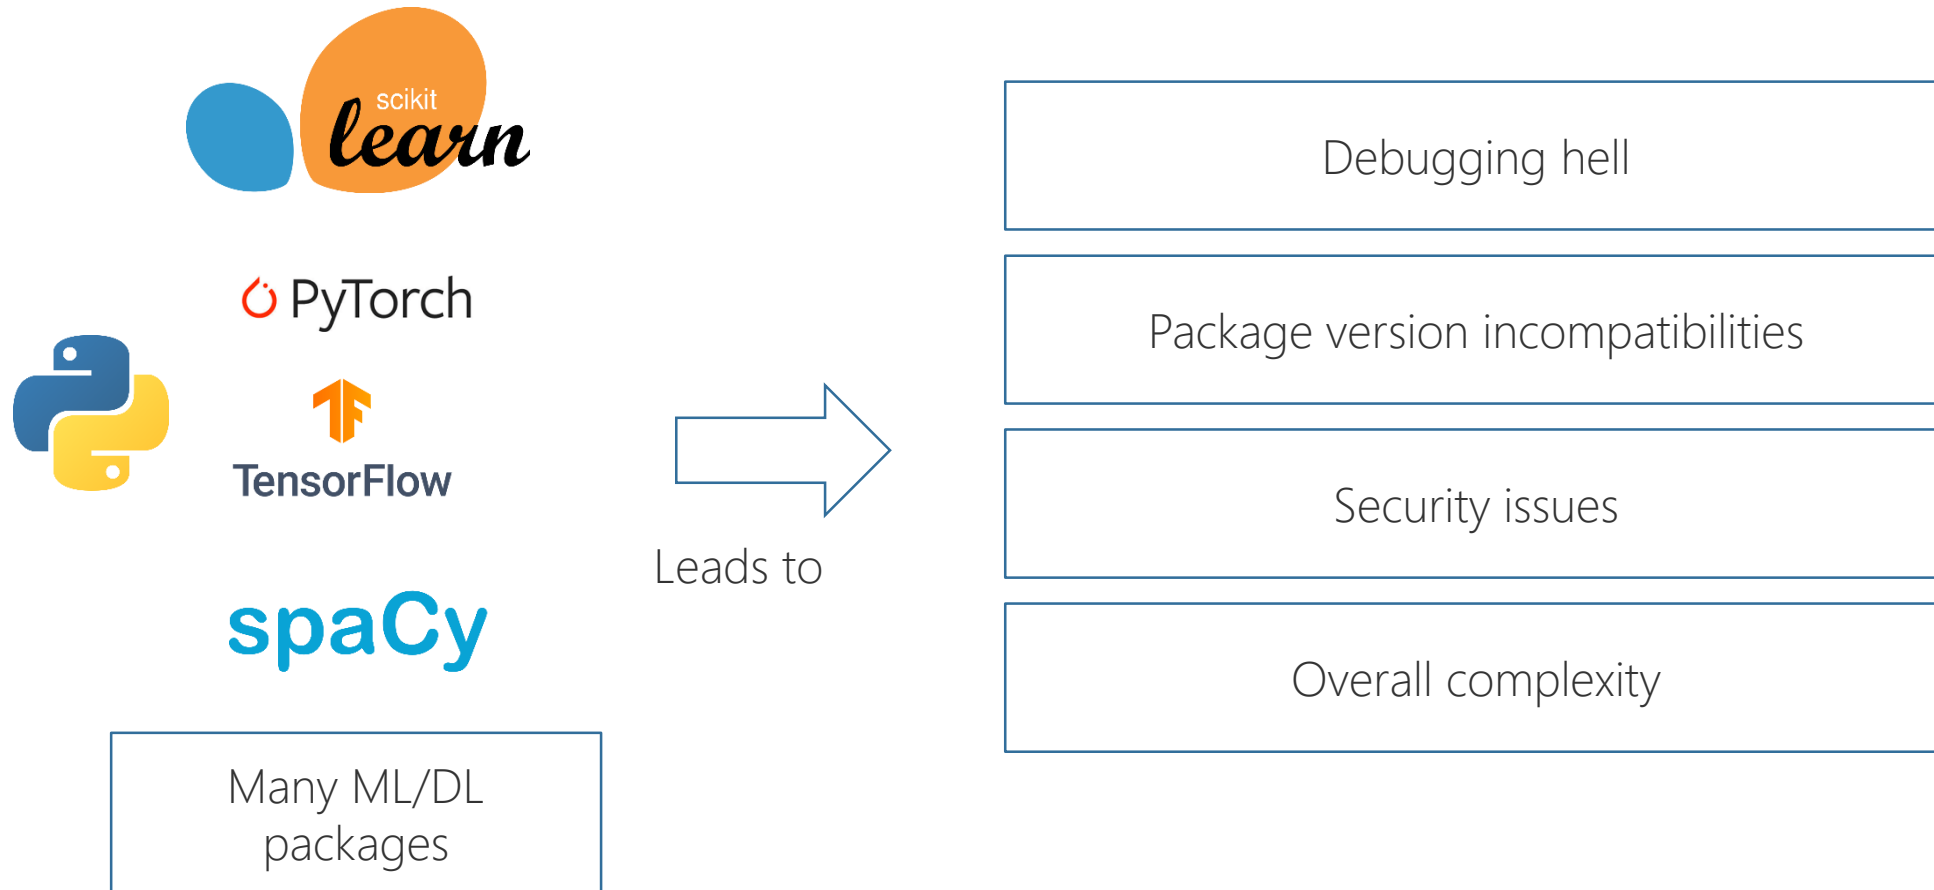 scikit
learn
PyTorch
TensorFlow
spaCy
Many ML/DL
packages
Leads to
Debugging hell
Package version incompatibilities
Security issues
Overall complexity